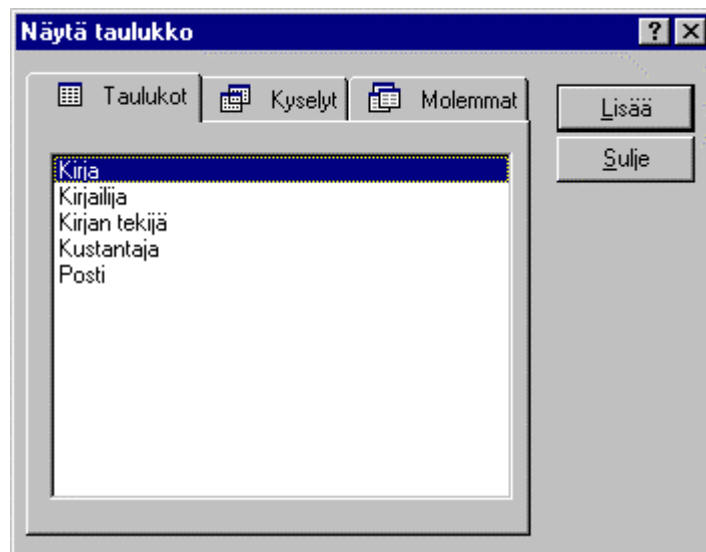 Näytä taulukko
Taulukot Kyselyt Molemmat
Lisää
Sulje
Kirja
Kirjailija
Kirjan tekijä
Kustantaja
Posti